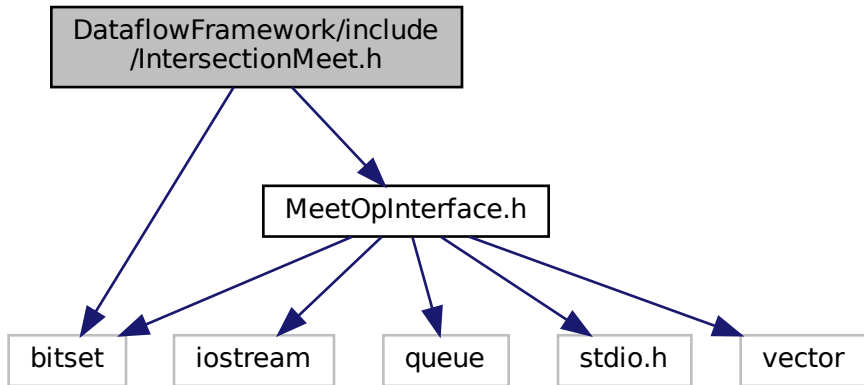 DataflowFramework/include
/IntersectionMeet.h
MeetOpInterface.h
bitset
iostream
queue
stdio.h
vector